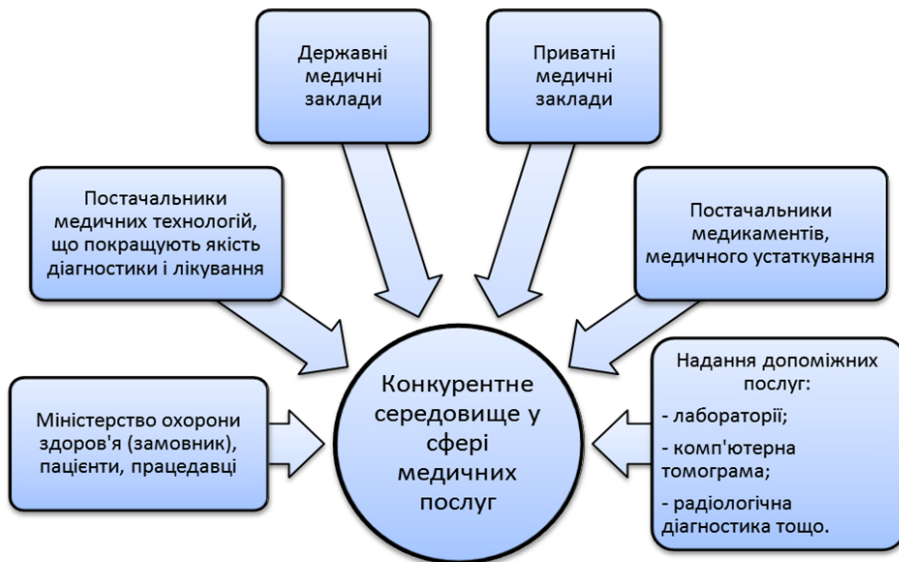 Державні
медичні
заклади
Приватні
медичні
заклади
Постачальники
медичних технологій,
що покращують якість
діагностики і лікування
Постачальники
медикаментів,
медичного устаткування
Міністерство охорони
здоров'я (замовник),
пацієнти, працедавці
Конкурентне
середовище у
сфері
медичних
послуг
Надання допоміжних
послуг:
- лабораторії;
- комп'ютерна
томограма;
- радіологічна
діагностика тощо.